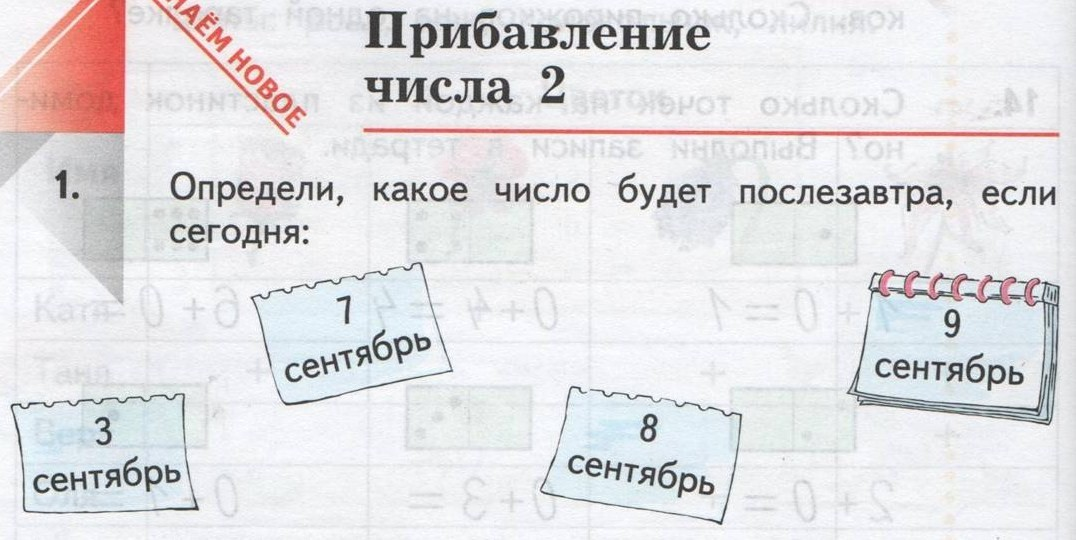 НАЁМ НОВОЕ
Прибавление
числа 2
1. Определи, какое число будет послезавтра, если
сегодня:
7
сентябрь
9
сентябрь
3
сентябрь
8
сентябрь